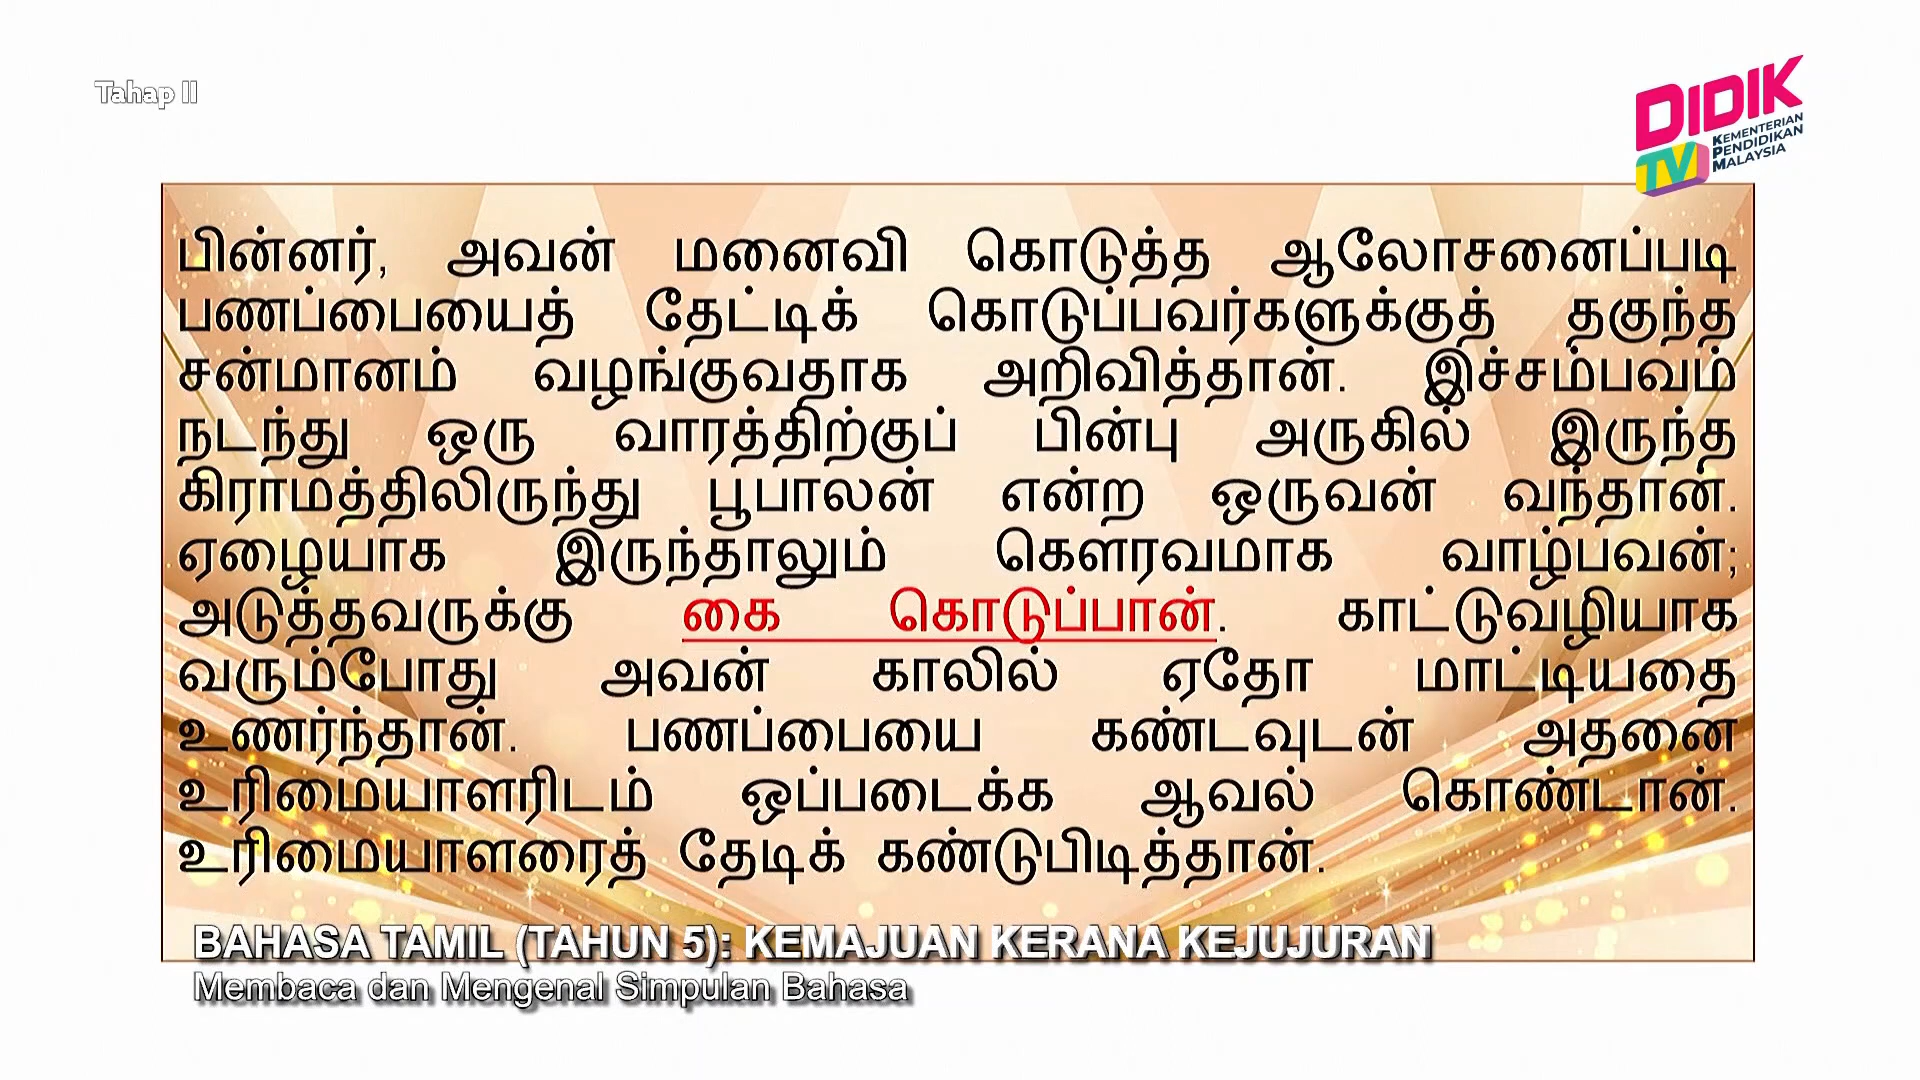 Tahap II
DIDIK
TV
KEMENTERIAN
PENDIDIKAN
MALAYSIA
பின்னர், அவன் மனைவி கொடுத்த ஆலோசனைப்படி
பணப்பையைத் தேட்டிக் கொடுப்பவர்களுக்குத் தகுந்த
சன்மானம் வழங்குவதாக அறிவித்தான். இச்சம்பவம்
நடந்து ஒரு வாரத்திற்குப் பின்பு அருகில் இருந்த
கிராமத்திலிருந்து பூபாலன் என்ற ஒருவன் வந்தான்.
ஏழையாக இருந்தாலும் கௌரவமாக வாழ்பவன்;
அடுத்தவருக்கு கை கொடுப்பான். காட்டுவழியாக
வரும்போது அவன் காலில் ஏதோ மாட்டியதை
உணர்ந்தான். பணப்பையை கண்டவுடன் அதனை
உரிமையாளரிடம் ஒப்படைக்க ஆவல் கொண்டான்.
உரிமையாளரைத் தேடிக் கண்டுபிடித்தான்.
BAHASA TAMIL (TAHUN 5): KEMAJUAN KERANA KEJUJURAN
Membaca dan Mengenal Simpulan Bahasa